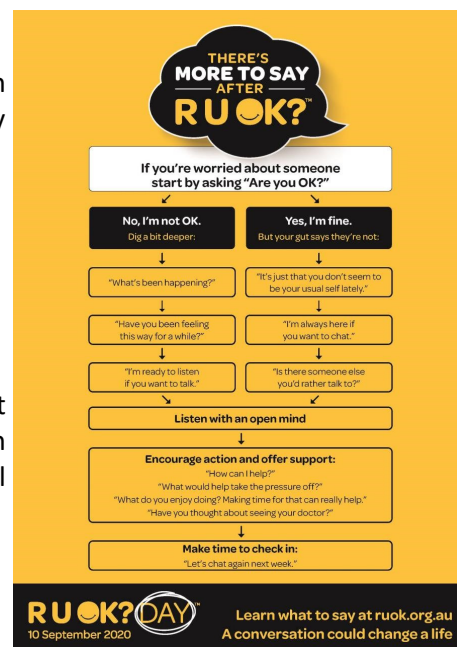 THERE'S
MORE TO SAY
AFTER
R U OK?™
If you're worried about someone
start by asking "Are you OK?"
No, I'm not OK.
Dig a bit deeper:
"What's been happening?"
"Have you been feeling
this way for a while?"
"I'm ready to listen
if you want to talk."
Yes, I'm fine.
But your gut says they're not:
"It's just that you don't seem to
be your usual self lately."
"I'm always here if
you want to chat."
"Is there someone else
you'd rather talk to?"
Listen with an open mind
Encourage action and offer support:
"How can I help?"
"What would help take the pressure off?"
"What do you enjoy doing? Making time for that can really help."
"Have you thought about seeing your doctor?"
Make time to check in:
"Let's chat again next week."
R U OK? DAY™
10 September 2020
Learn what to say at ruok.org.au
A conversation could change a life